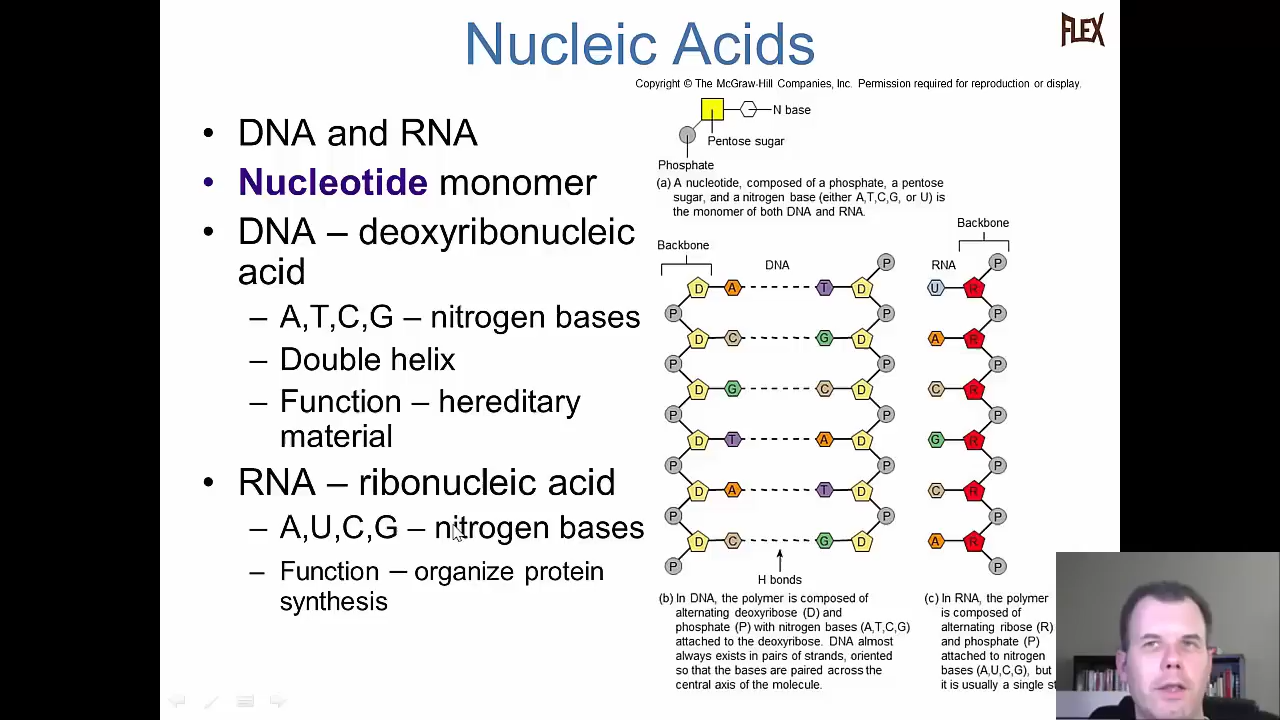 Nucleic Acids
FLEX
Copyright © The McGraw-Hill Companies, Inc. Permission required for reproduction or display.
• DNA and RNA
• Nucleotide monomer
• DNA – deoxyribonucleic
acid
– A,T,C,G – nitrogen bases
– Double helix
– Function – hereditary
material
• RNA – ribonucleic acid
– A,U,C,G – nitrogen bases
– Function – organize protein
synthesis
N base
Pentose sugar
Phosphate
(a) A nucleotide, composed of a phosphate, a pentose
sugar, and a nitrogen base (either A,T,C,G, or U) is
the monomer of both DNA and RNA.
Backbone
DNA
P
D A T D
P P
D C G D
P P
D G C D
P P
D T A D
P P
D A T D
P P
D C G D
P P
H bonds
(b) In DNA, the polymer is composed of
alternating deoxyribose (D) and
phosphate (P) with nitrogen bases (A,T,C,G)
attached to the deoxyribose. DNA almost
always exists in pairs of strands, oriented
so that the bases are paired across the
central axis of the molecule.
Backbone
RNA
P
U R
P
A R
P
C R
P
G R
P
C R
P
A R
P
(c) In RNA, the polymer
is composed of
alternating ribose (R)
and phosphate (P)
attached to nitrogen
bases (A,U,C,G), but
it is usually a single